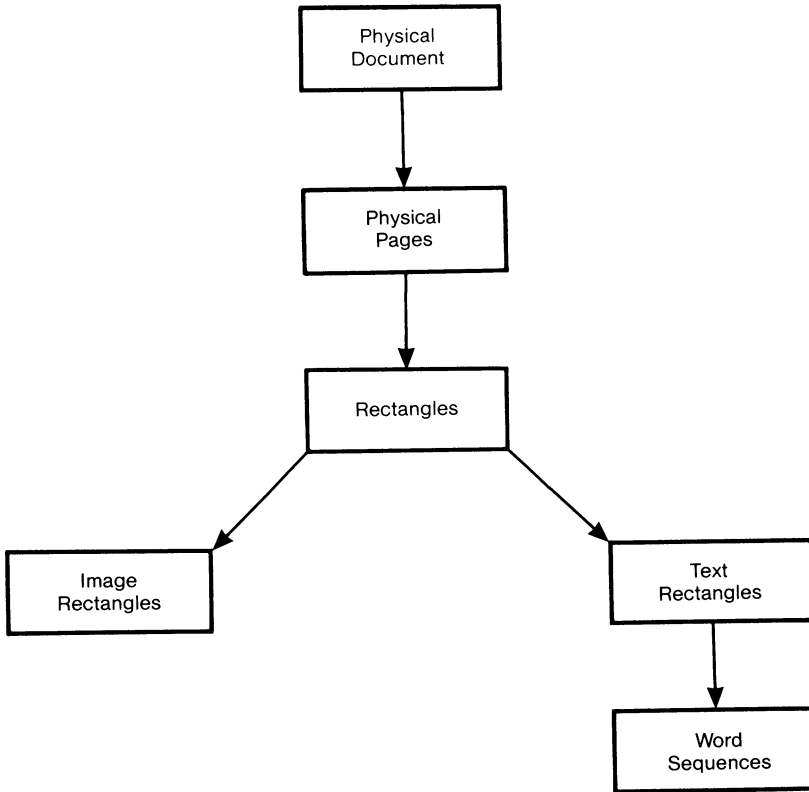 Physical
Document
Physical
Pages
Rectangles
Image
Rectangles
Text
Rectangles
Word
Sequences